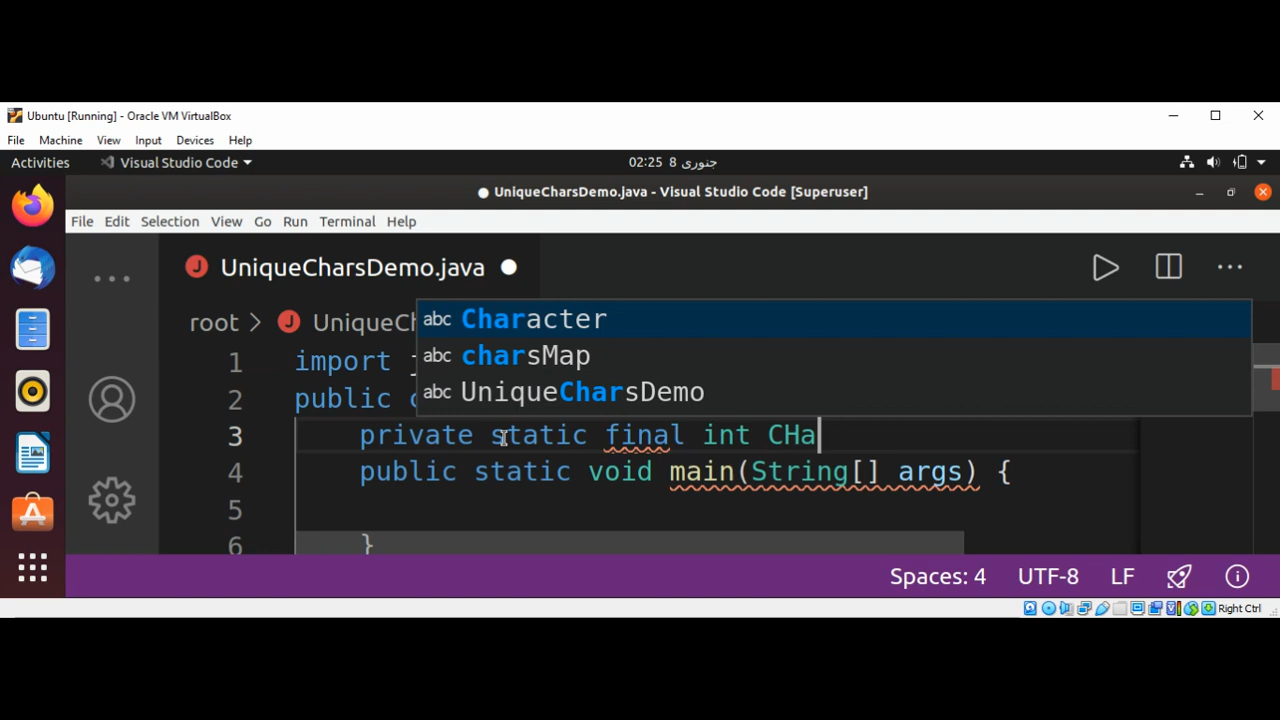 Ubuntu [Running] - Oracle VM VirtualBox
File Machine View Input Devices Help
Activities Visual Studio Code 02:25 8 جنوری
UniqueCharsDemo.java - Visual Studio Code [Superuser]
File Edit Selection View Go Run Terminal Help
UniqueCharsDemo.java
root > UniqueCh
abc Character
abc charsMap
abc UniqueCharsDemo
1 import
2 public
3 private static final int CHa
4 public static void main(String[] args) {
5
6 }
Spaces: 4 UTF-8 LF
Right Ctrl